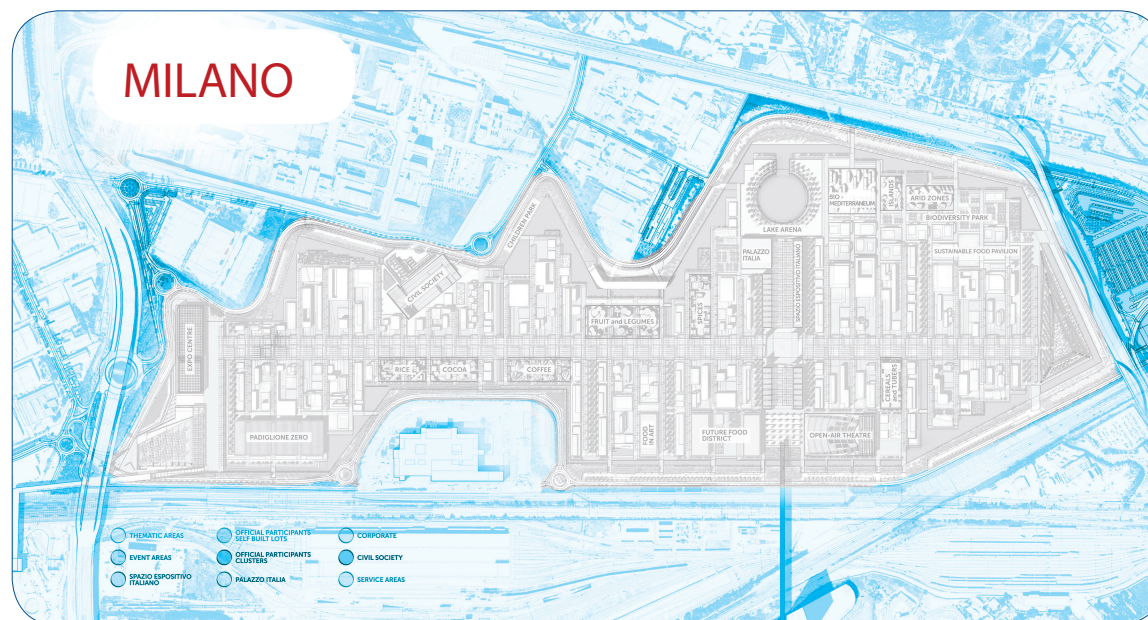 MILANO
CHILDREN PARK
CIVIL SOCIETY
EXPO CENTRE
RICE
COCOA
COFFEE
PADIGLIONE ZERO
FRUIT and LEGUMES
SPICES
LAKE ARENA
PALAZZO
ITALIA
SPAZIO ESPOSITIVO ITALIANO
BIO -
MEDITERRANEUM
ISLANDS
ARID ZONES
BIODIVERSITY PARK
SUSTAINABLE FOOD PAVILION
CEREALS
and TUBERS
FOOD
IN ART
FUTURE FOOD
DISTRICT
OPEN-AIR THEATRE
THEMATIC AREAS
EVENT AREAS
SPAZIO ESPOSITIVO
ITALIANO
OFFICIAL PARTICIPANTS
SELF BUILT LOTS
OFFICIAL PARTICIPANTS
CLUSTERS
PALAZZO ITALIA
CORPORATE
CIVIL SOCIETY
SERVICE AREAS